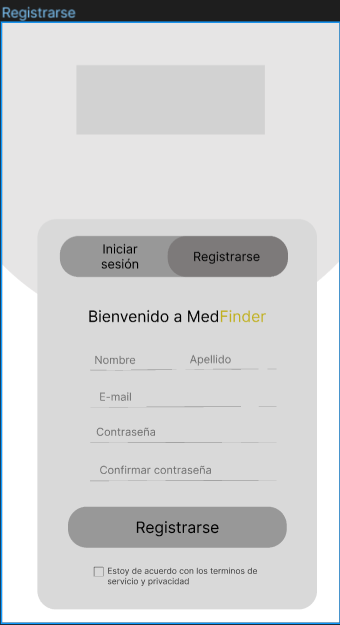 Registrarse
Iniciar
sesión
Registrarse
Bienvenido a MedFinder
Nombre Apellido
E-mail
Contraseña
Confirmar contraseña
Registrarse
Estoy de acuerdo con los terminos de
servicio y privacidad